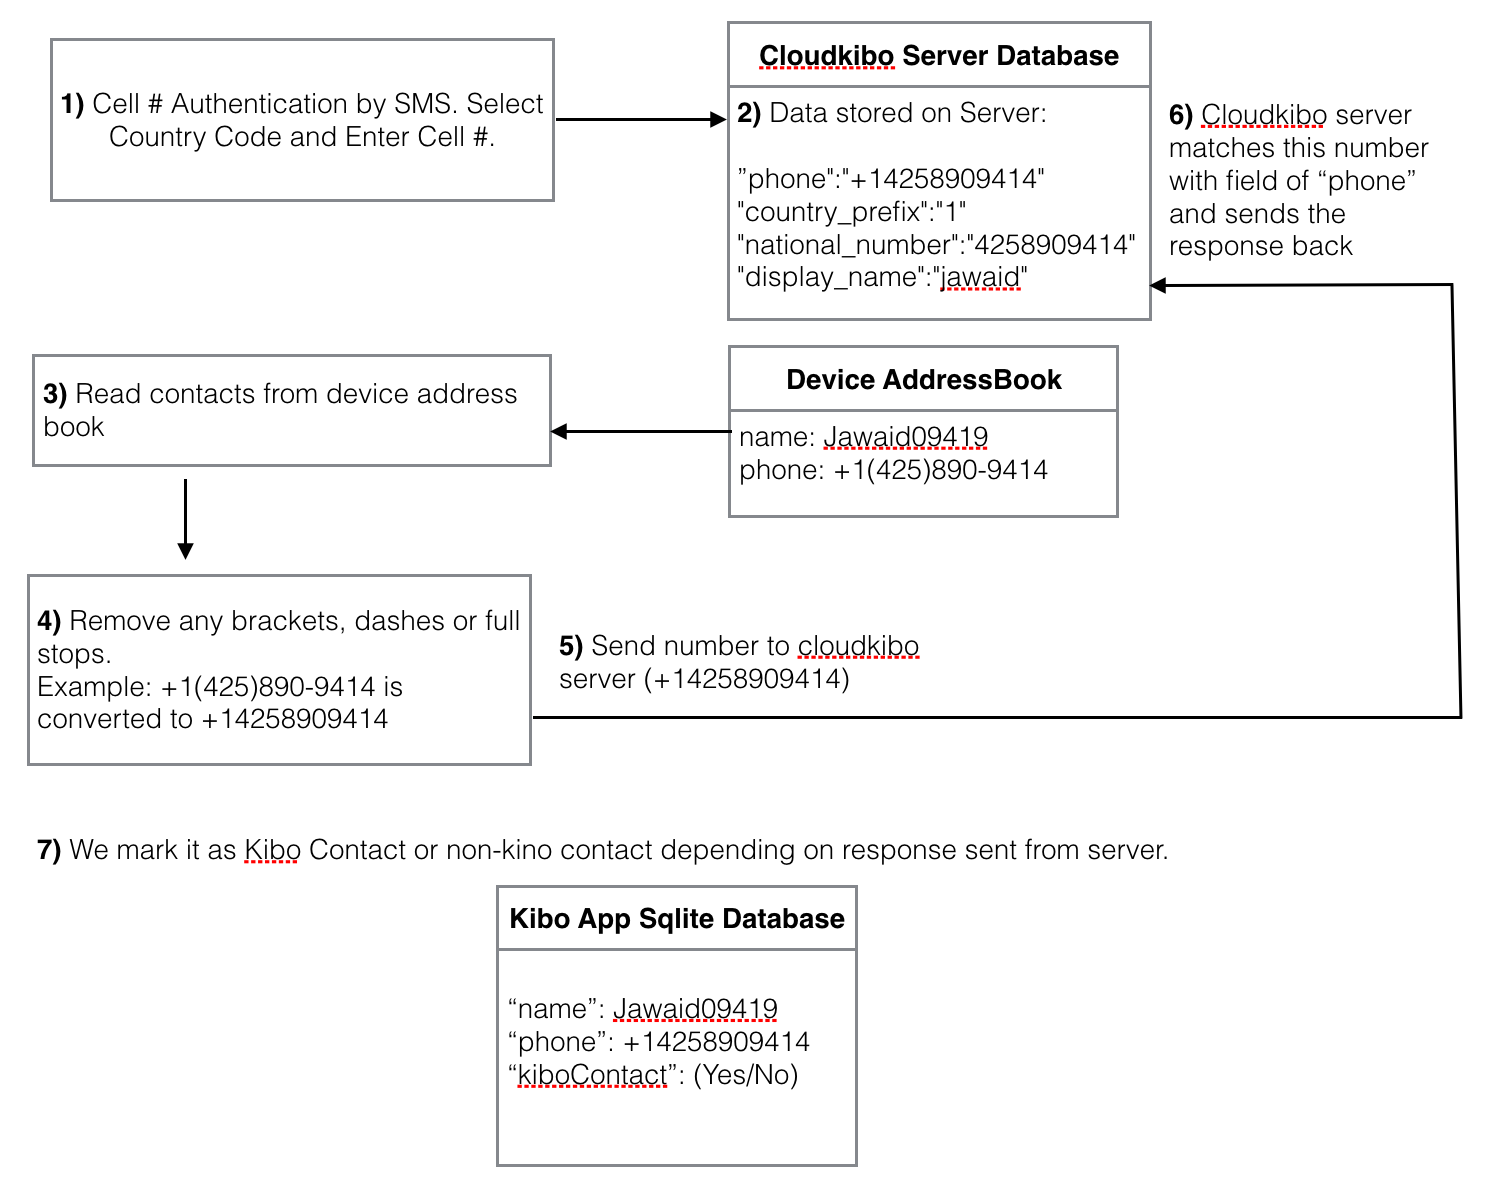 1) Cell # Authentication by SMS. Select
Country Code and Enter Cell #.
Cloudkibo Server Database
2) Data stored on Server:
”phone":"+14258909414"
"country_prefix":"1"
"national_number":"4258909414"
"display_name":"jawaid"
6) Cloudkibo server
matches this number
with field of “phone”
and sends the
response back
3) Read contacts from device address
book
Device AddressBook
name: Jawaid09419
phone: +1(425)890-9414
4) Remove any brackets, dashes or full
stops.
Example: +1(425)890-9414 is
converted to +14258909414
5) Send number to cloudkibo
server (+14258909414)
7) We mark it as Kibo Contact or non-kino contact depending on response sent from server.
Kibo App Sqlite Database
“name”: Jawaid09419
“phone”: +14258909414
“kiboContact”: (Yes/No)